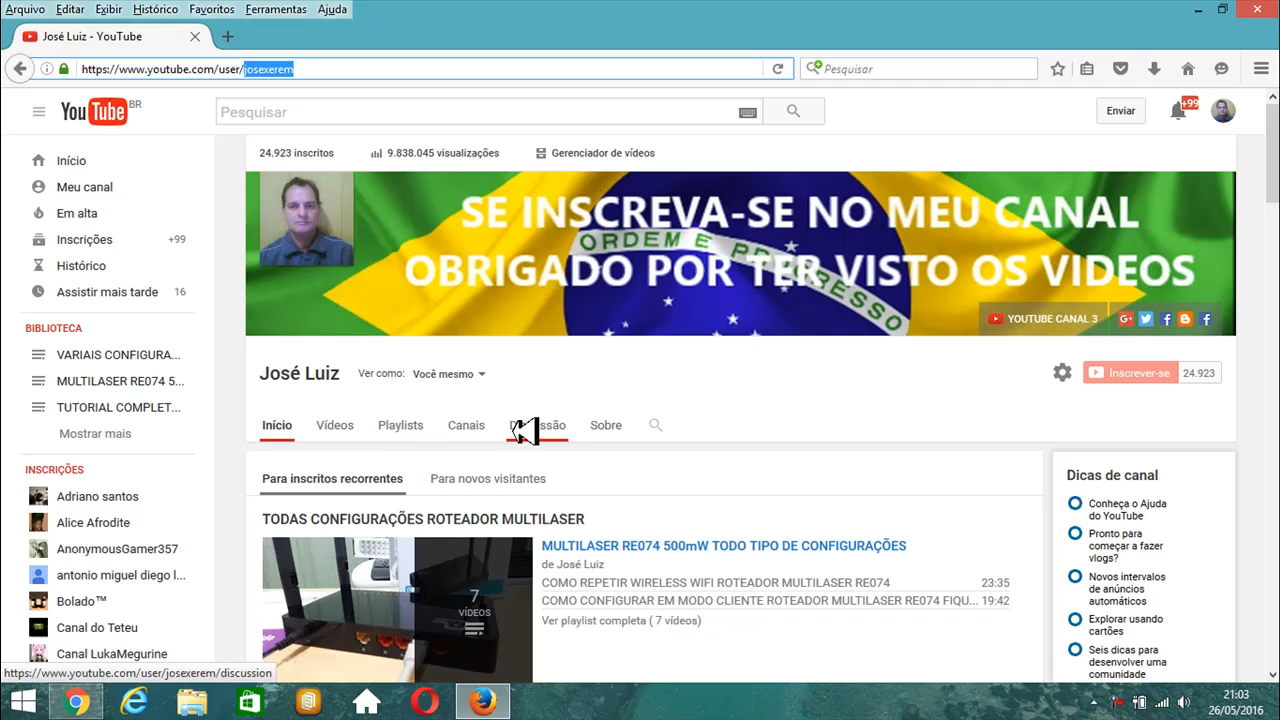 Arquivo Editar Exibir Histórico Favoritos Ferramentas Ajuda
José Luiz - YouTube
https://www.youtube.com/user/josexerem
Pesquisar
YouTube BR
Pesquisar
Enviar
+99
24.923 inscritos
9.838.045 visualizações
Gerenciador de vídeos
Início
Meu canal
Em alta
Inscrições +99
Histórico
Assistir mais tarde 16
BIBLIOTECA
VARIAIS CONFIGURA...
MULTILASER RE074 5...
TUTORIAL COMPLET...
Mostrar mais
INSCRIÇÕES
Adriano santos
Alice Afrodite
AnonymousGamer357
antonio miguel diego l...
Bolado™
Canal do Teteu
Canal LukaMegurine
SE INSCREVA-SE NO MEU CANAL
ORDEM E PROGRESSO
OBRIGADO POR TER VISTO OS VIDEOS
YOUTUBE CANAL 3
José Luiz
Ver como: Você mesmo
Inscrever-se 24.923
Início Vídeos Playlists Canais Sobre
Para inscritos recorrentes Para novos visitantes
TODAS CONFIGURAÇÕES ROTEADOR MULTILASER
7
VÍDEOS
MULTILASER RE074 500mW TODO TIPO DE CONFIGURAÇÕES
de José Luiz
COMO REPETIR WIRELESS WIFI ROTEADOR MULTILASER RE074 23:35
COMO CONFIGURAR EM MODO CLIENTE ROTEADOR MULTILASER RE074 FIQU... 19:42
Ver playlist completa ( 7 vídeos)
Dicas de canal
Conheça o Ajuda
do YouTube
Pronto para
começar a fazer
vlogs?
Novos intervalos
de anúncios
automáticos
Explorar usando
cartões
Seis dicas para
desenvolver uma
comunidade
https://www.youtube.com/user/josexerem/discussion
21:03
26/05/2016